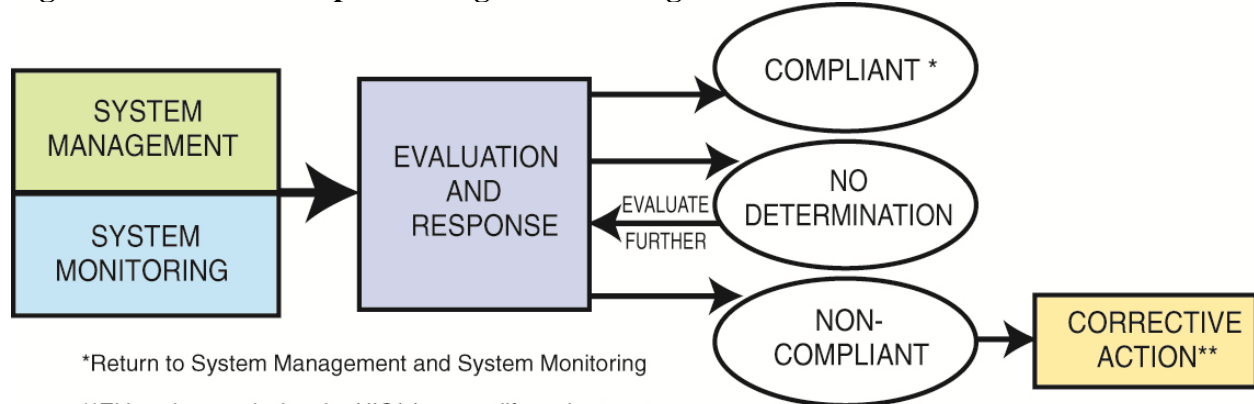 SYSTEM
MANAGEMENT
SYSTEM
MONITORING
EVALUATION
AND
RESPONSE
COMPLIANT *
NO
DETERMINATION
EVALUATE
FURTHER
NON-
COMPLIANT
CORRECTIVE
ACTION**
*Return to System Management and System Monitoring